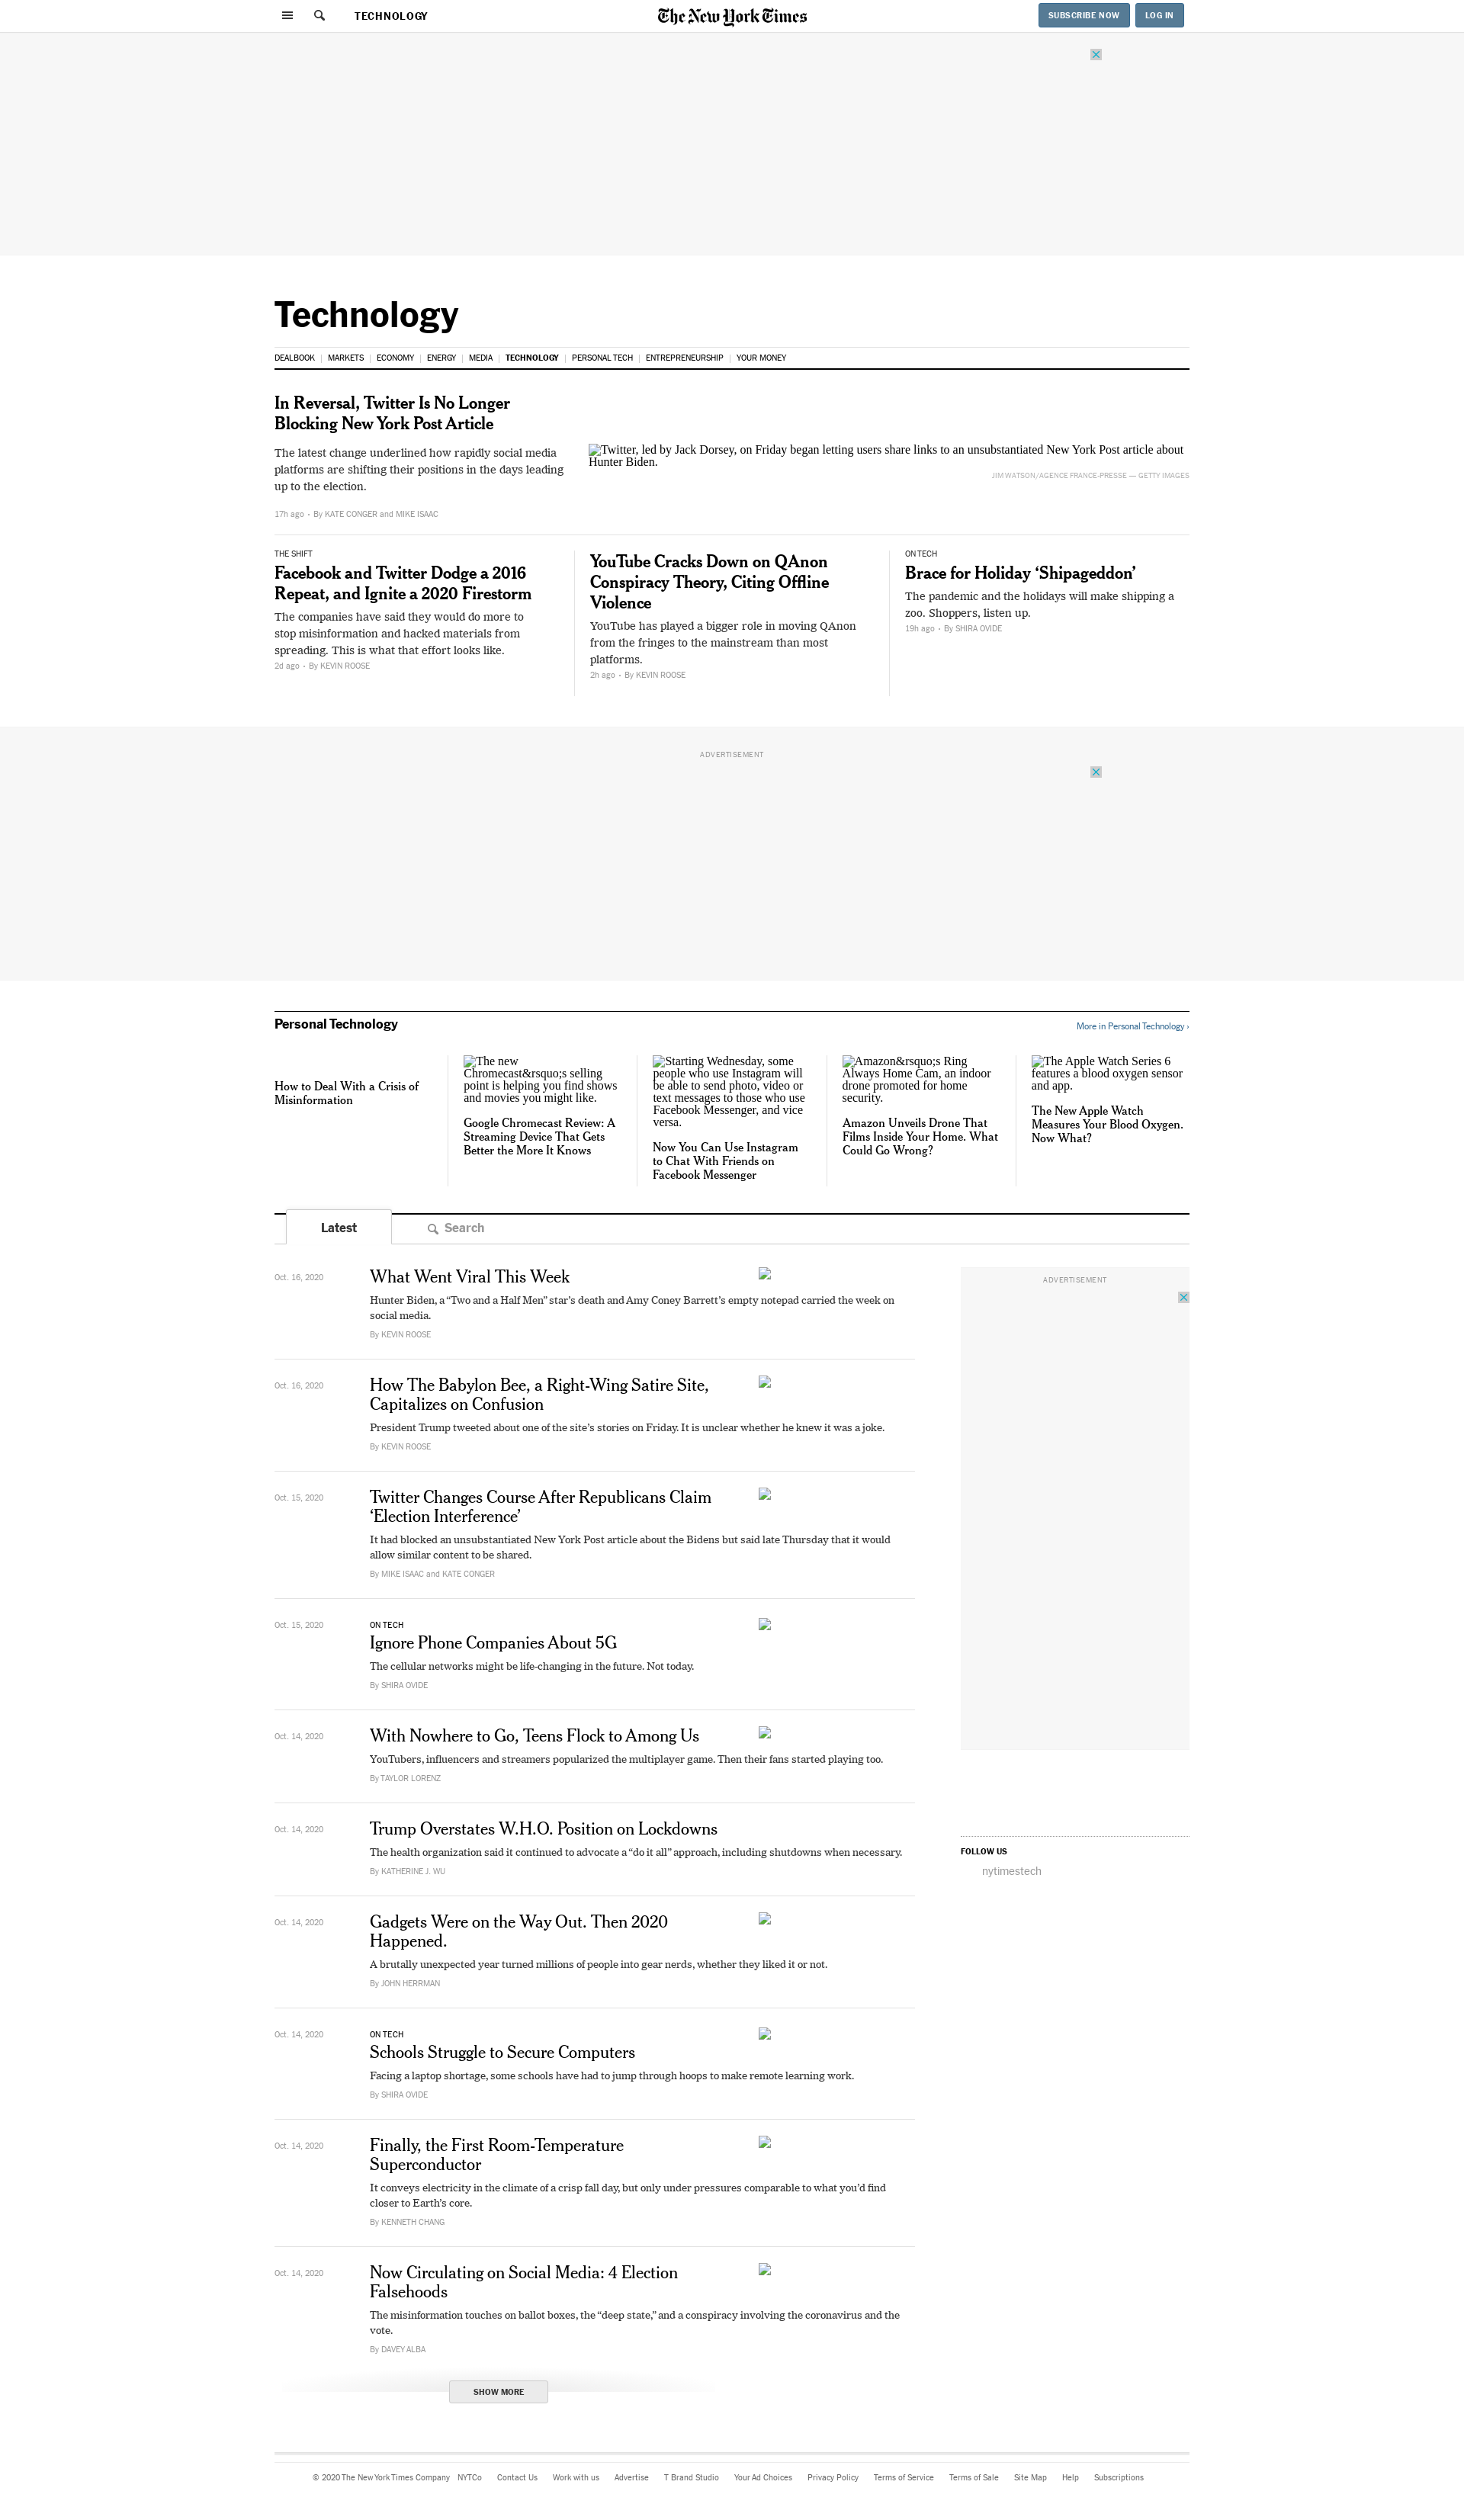 TECHNOLOGY
The New York Times
SUBSCRIBE NOW
LOG IN
Technology
DEALBOOK | MARKETS | ECONOMY | ENERGY | MEDIA | TECHNOLOGY | PERSONAL TECH | ENTREPRENEURSHIP | YOUR MONEY
In Reversal, Twitter Is No Longer
Blocking New York Post Article
The latest change underlined how rapidly social media
platforms are shifting their positions in the days leading
up to the election.
17h ago • By KATE CONGER and MIKE ISAAC
Twitter, led by Jack Dorsey, on Friday began letting users share links to an unsubstantiated New York Post article about
Hunter Biden.
JIM WATSON/AGENCE FRANCE-PRESSE — GETTY IMAGES
THE SHIFT
Facebook and Twitter Dodge a 2016
Repeat, and Ignite a 2020 Firestorm
The companies have said they would do more to
stop misinformation and hacked materials from
spreading. This is what that effort looks like.
2d ago • By KEVIN ROOSE
YouTube Cracks Down on QAnon
Conspiracy Theory, Citing Offline
Violence
YouTube has played a bigger role in moving QAnon
from the fringes to the mainstream than most
platforms.
2h ago • By KEVIN ROOSE
ON TECH
Brace for Holiday ‘Shipageddon’
The pandemic and the holidays will make shipping a
zoo. Shoppers, listen up.
19h ago • By SHIRA OVIDE
ADVERTISEMENT
Personal Technology
More in Personal Technology ›
How to Deal With a Crisis of
Misinformation
The new
Chromecast&rsquo;s selling
point is helping you find shows
and movies you might like.
Google Chromecast Review: A
Streaming Device That Gets
Better the More It Knows
Starting Wednesday, some
people who use Instagram will
be able to send photo, video or
text messages to those who use
Facebook Messenger, and vice
versa.
Now You Can Use Instagram
to Chat With Friends on
Facebook Messenger
Amazon&rsquo;s Ring
Always Home Cam, an indoor
drone promoted for home
security.
Amazon Unveils Drone That
Films Inside Your Home. What
Could Go Wrong?
The Apple Watch Series 6
features a blood oxygen sensor
and app.
The New Apple Watch
Measures Your Blood Oxygen.
Now What?
Latest
Search
Oct. 16, 2020
What Went Viral This Week
Hunter Biden, a “Two and a Half Men” star’s death and Amy Coney Barrett’s empty notepad carried the week on
social media.
By KEVIN ROOSE
ADVERTISEMENT
Oct. 16, 2020
How The Babylon Bee, a Right-Wing Satire Site,
Capitalizes on Confusion
President Trump tweeted about one of the site’s stories on Friday. It is unclear whether he knew it was a joke.
By KEVIN ROOSE
Oct. 15, 2020
Twitter Changes Course After Republicans Claim
‘Election Interference’
It had blocked an unsubstantiated New York Post article about the Bidens but said late Thursday that it would
allow similar content to be shared.
By MIKE ISAAC and KATE CONGER
Oct. 15, 2020
ON TECH
Ignore Phone Companies About 5G
The cellular networks might be life-changing in the future. Not today.
By SHIRA OVIDE
Oct. 14, 2020
With Nowhere to Go, Teens Flock to Among Us
YouTubers, influencers and streamers popularized the multiplayer game. Then their fans started playing too.
By TAYLOR LORENZ
Oct. 14, 2020
Trump Overstates W.H.O. Position on Lockdowns
The health organization said it continued to advocate a “do it all” approach, including shutdowns when necessary.
By KATHERINE J. WU
FOLLOW US
nytimestech
Oct. 14, 2020
Gadgets Were on the Way Out. Then 2020
Happened.
A brutally unexpected year turned millions of people into gear nerds, whether they liked it or not.
By JOHN HERRMAN
Oct. 14, 2020
ON TECH
Schools Struggle to Secure Computers
Facing a laptop shortage, some schools have had to jump through hoops to make remote learning work.
By SHIRA OVIDE
Oct. 14, 2020
Finally, the First Room-Temperature
Superconductor
It conveys electricity in the climate of a crisp fall day, but only under pressures comparable to what you’d find
closer to Earth’s core.
By KENNETH CHANG
Oct. 14, 2020
Now Circulating on Social Media: 4 Election
Falsehoods
The misinformation touches on ballot boxes, the “deep state,” and a conspiracy involving the coronavirus and the
vote.
By DAVEY ALBA
SHOW MORE
© 2020 The New York Times Company NYTCo Contact Us Work with us Advertise T Brand Studio Your Ad Choices Privacy Policy Terms of Service Terms of Sale Site Map Help Subscriptions